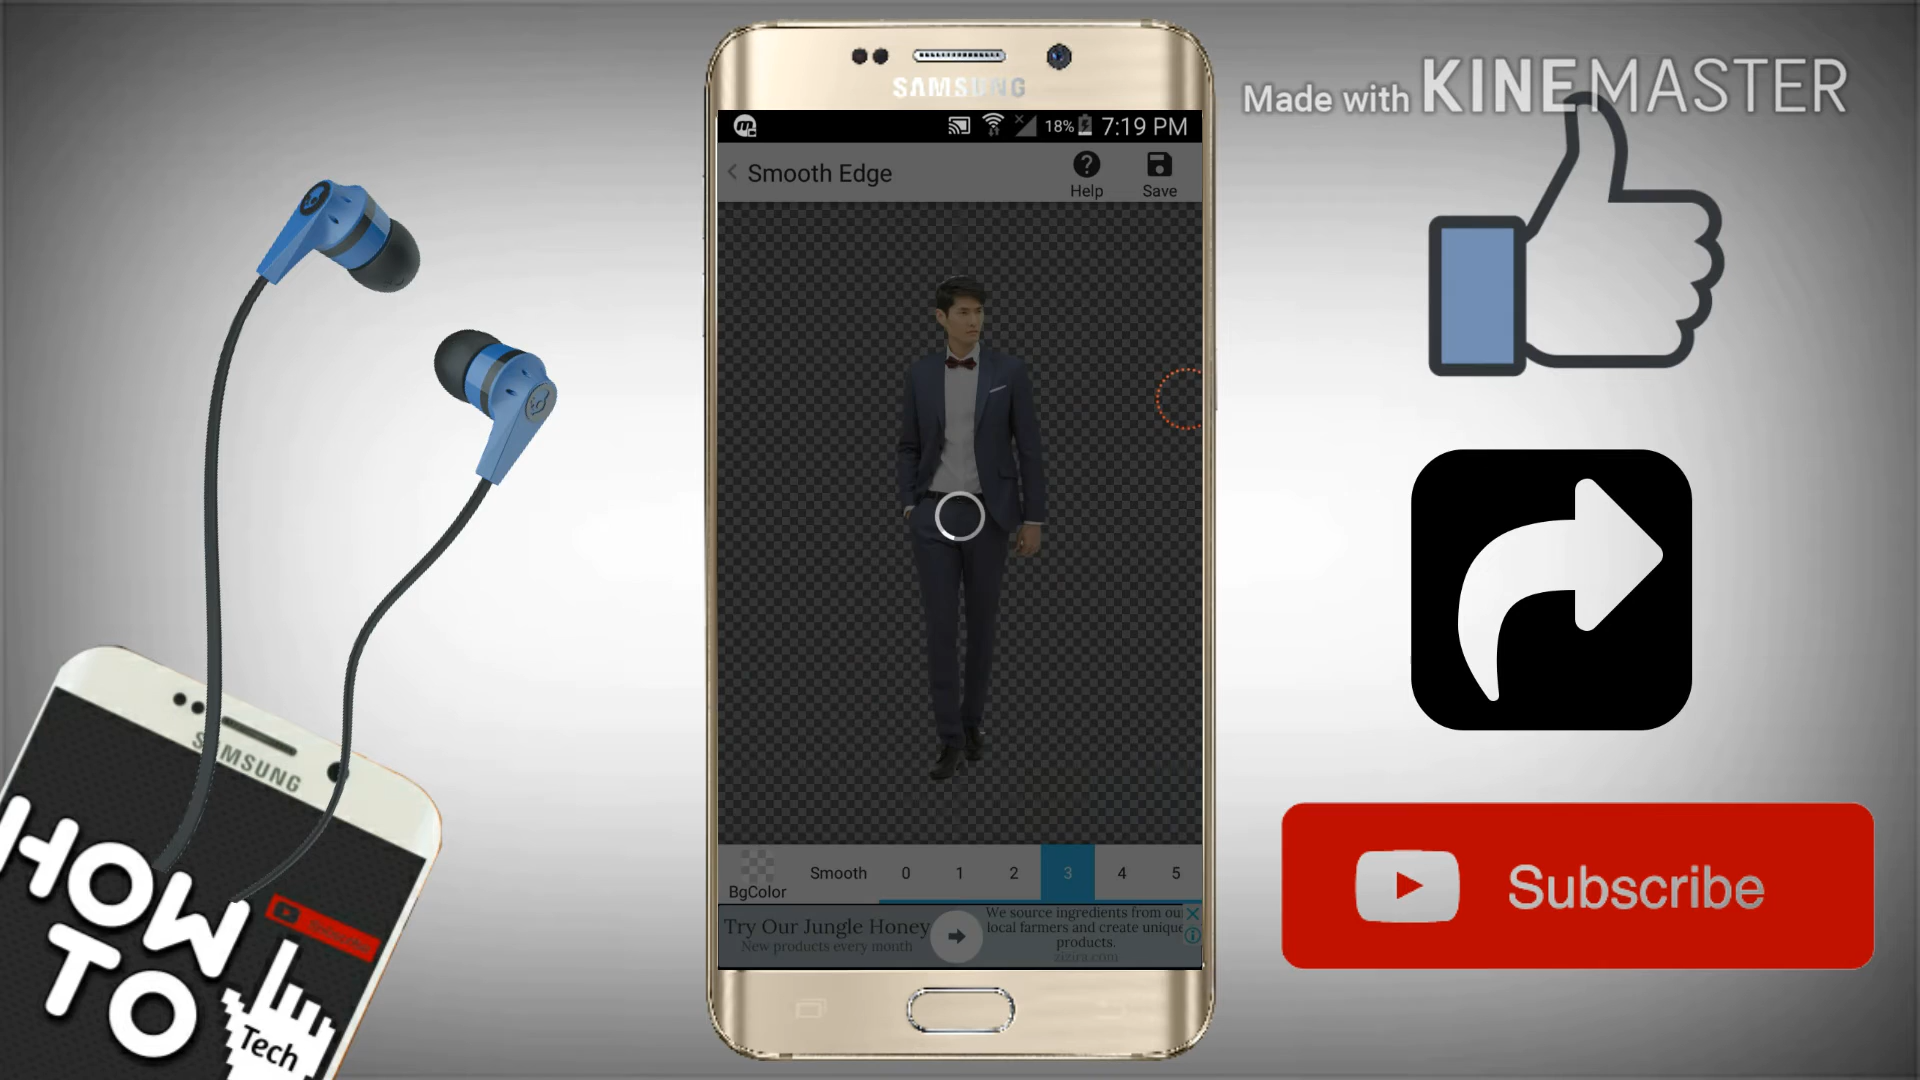 Made with KINEMASTER
SAMSUNG
18% 7:19 PM
Smooth Edge
Help
Save
BgColor
Smooth 0 1 2 3 4 5
Try Our Jungle Honey
New products every month
We source ingredients from our
local farmers and create unique
products.
zizira.com
Subscribe
SAMSUNG
HOW
TO
Tech